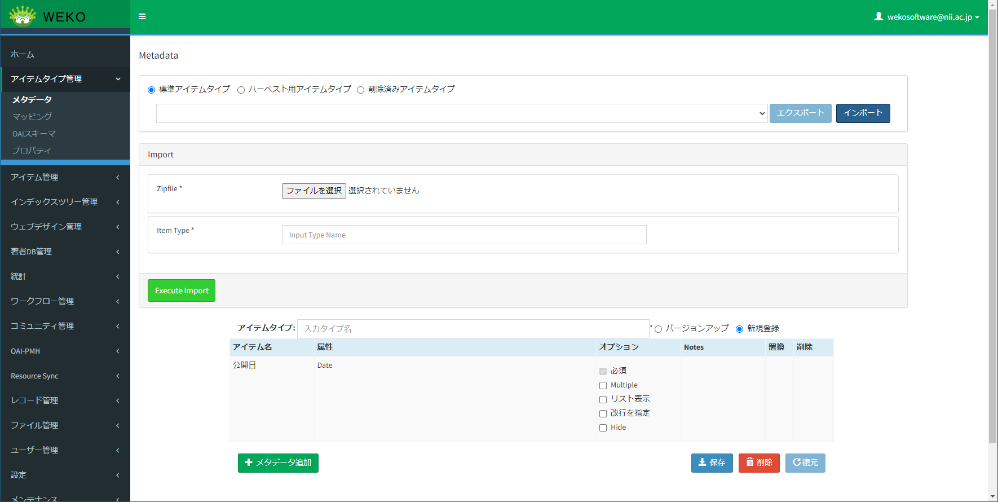 WEKO
wekosoftware@nii.ac.jp
ホーム
アイテムタイプ管理
メタデータ
マッピング
OAIスキーマ
プロパティ
アイテム管理
インデックスツリー管理
ウェブデザイン管理
著者DB管理
統計
ワークフロー管理
コミュニティ管理
OAI-PMH
Resource Sync
レコード管理
ファイル管理
ユーザー管理
設定
メンテナンス
Metadata
標準アイテムタイプ ハーベスト用アイテムタイプ 削除済みアイテムタイプ
エクスポート インポート
Import
Zipfile * ファイルを選択 選択されていません
Item Type * Input Type Name
Execute Import
アイテムタイプ: 入力タイプ名 * バージョンアップ 新規登録
アイテム名 属性 オプション Notes 置換 削除
公開日 Date
必須
Multiple
リスト表示
改行を指定
Hide
メタデータ追加 保存 削除 復元